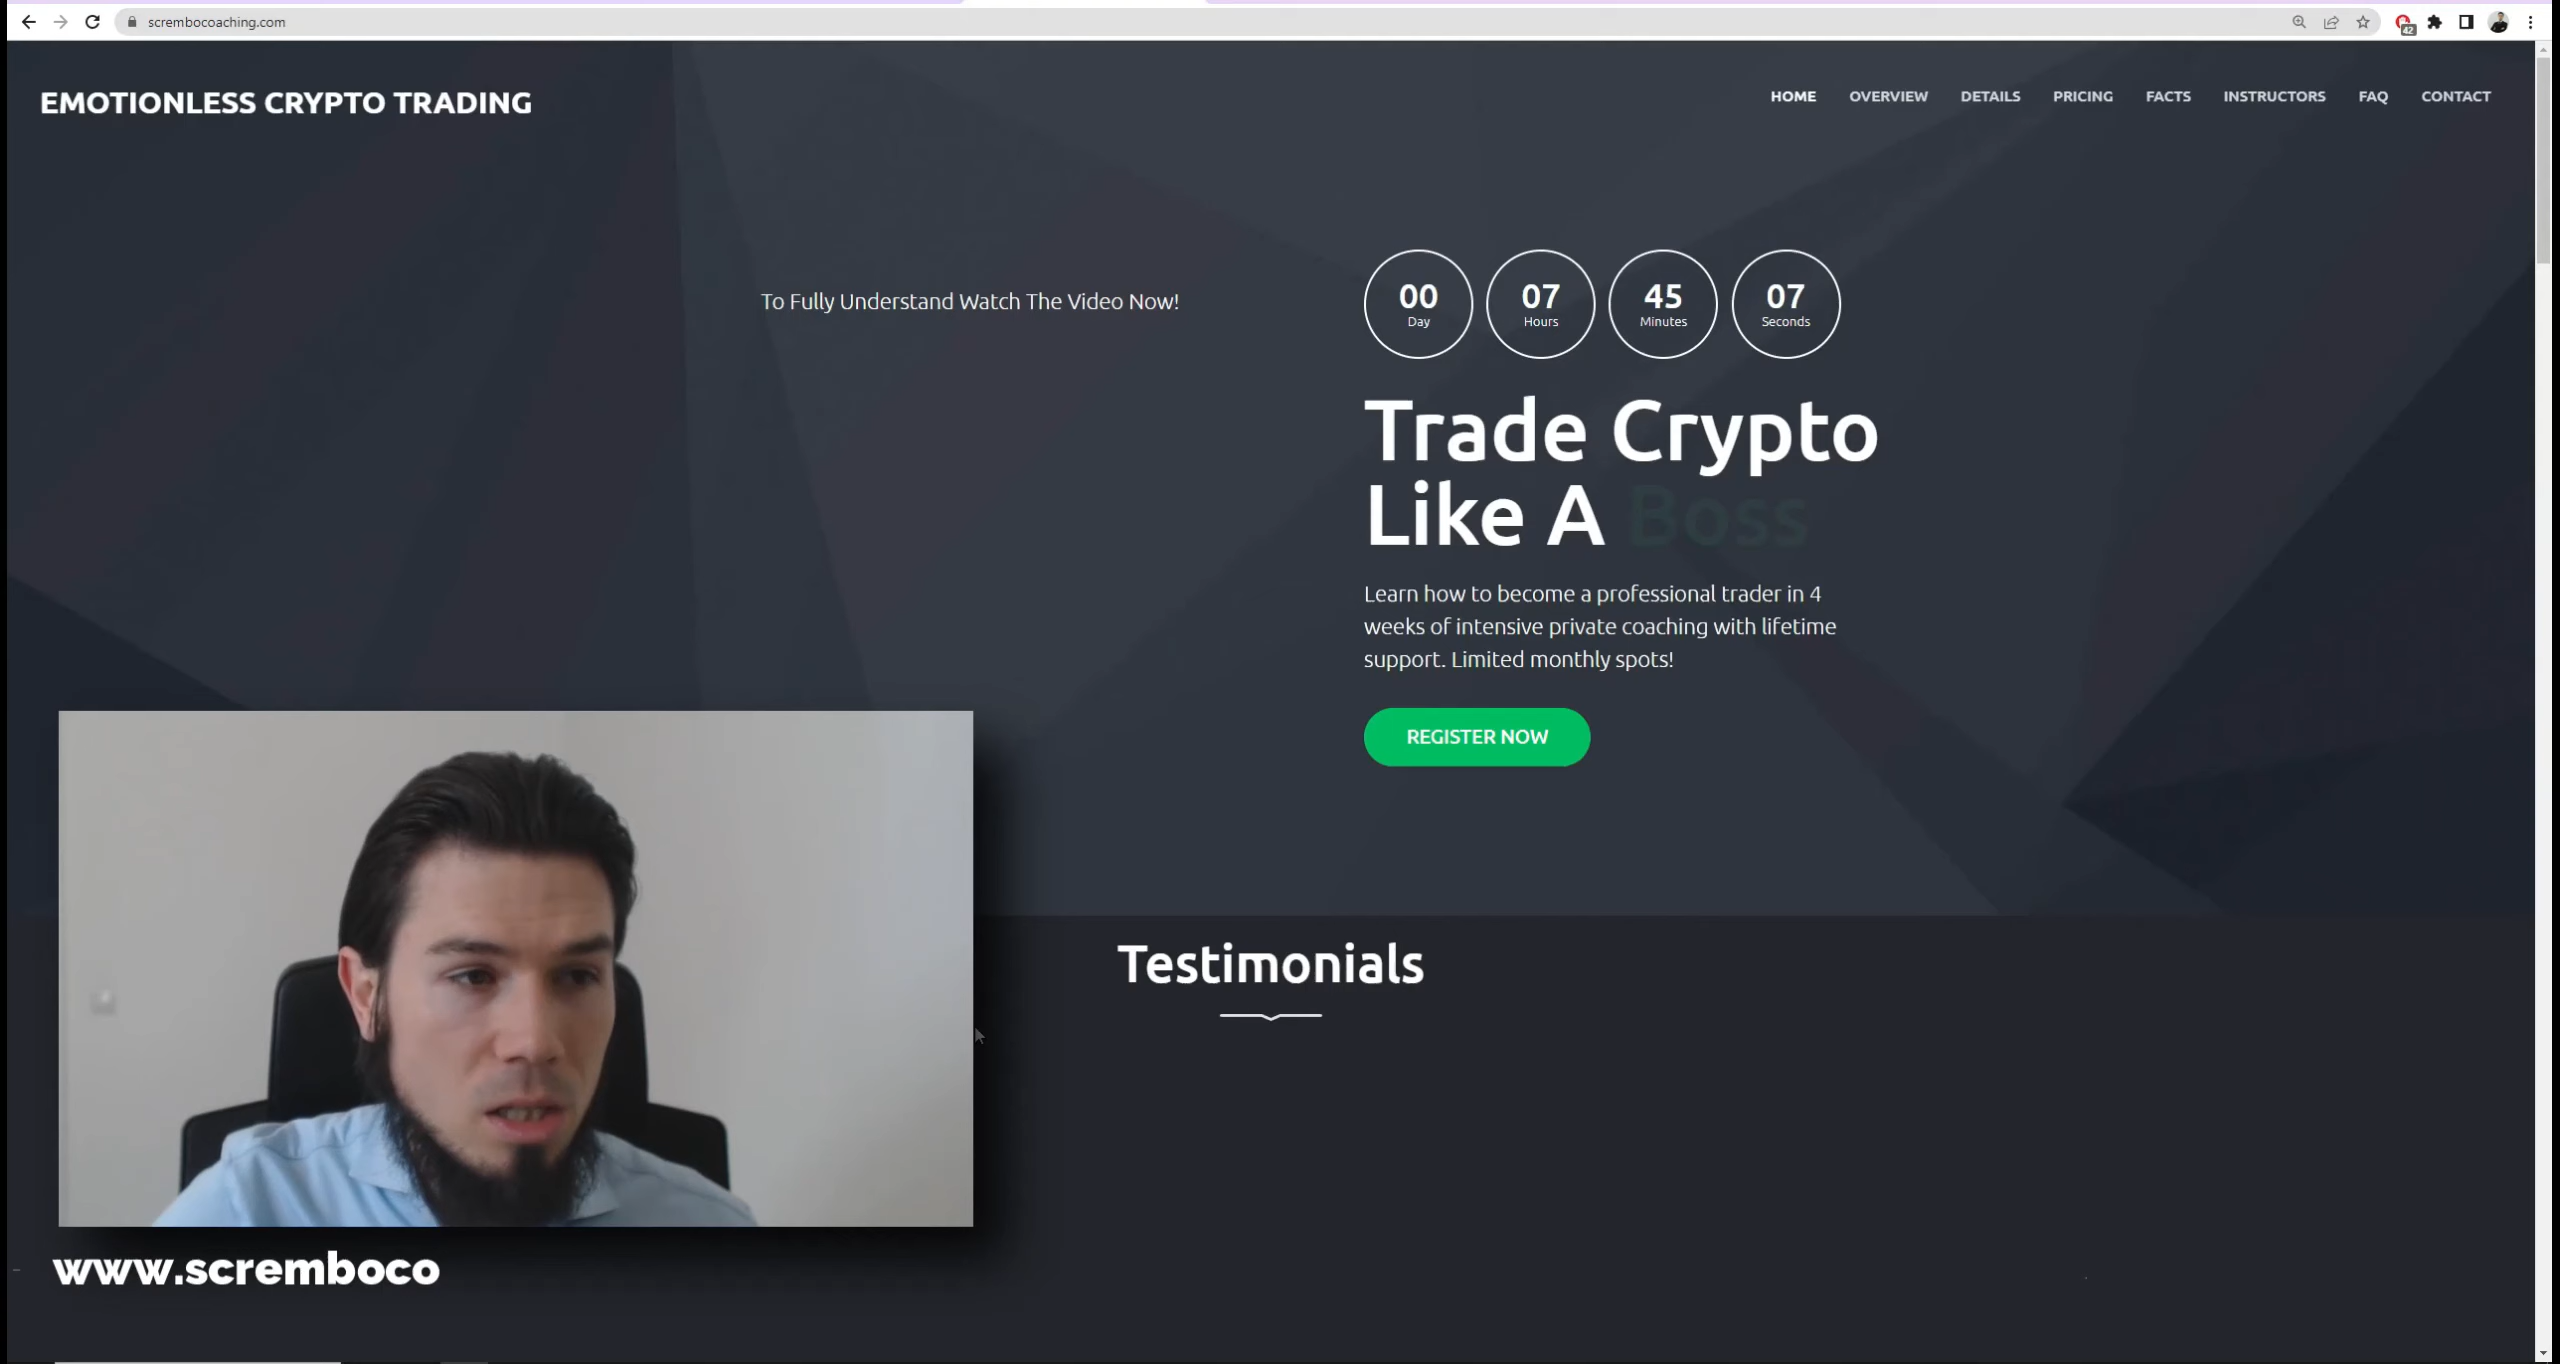 scrembocoaching.com
42
EMOTIONLESS CRYPTO TRADING
HOME OVERVIEW DETAILS PRICING FACTS INSTRUCTORS FAQ CONTACT
To Fully Understand Watch The Video Now!
00 07 45 07
Day Hours Minutes Seconds
Trade Crypto
Like A Boss
Learn how to become a professional trader in 4
weeks of intensive private coaching with lifetime
support. Limited monthly spots!
REGISTER NOW
Testimonials
www.scremboco